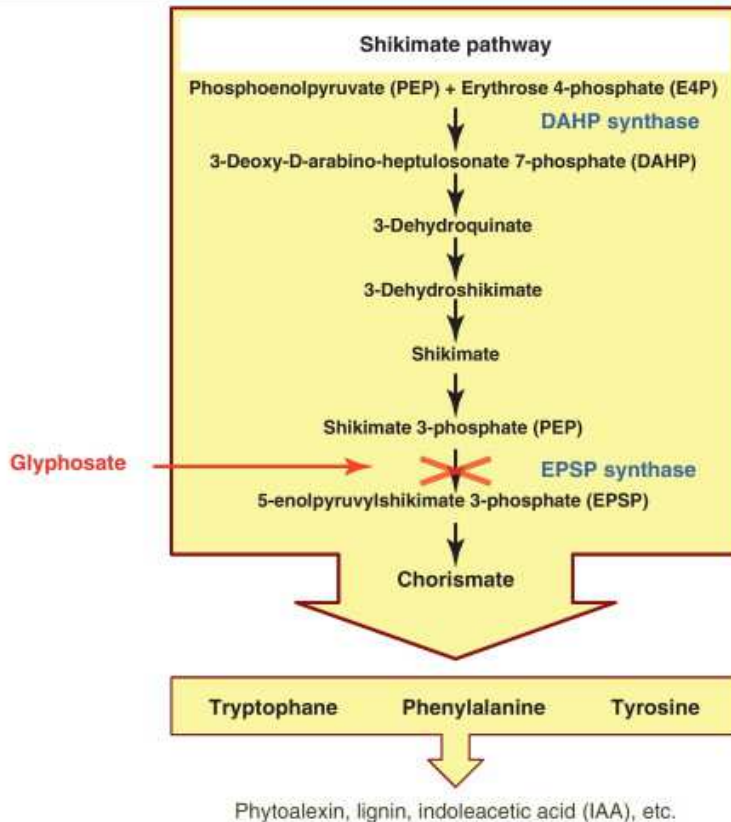 Shikimate pathway
Phosphoenolpyruvate (PEP) + Erythrose 4-phosphate (E4P)
DAHP synthase
3-Deoxy-D-arabino-heptulosonate 7-phosphate (DAHP)
3-Dehydroquinate
3-Dehydroshikimate
Shikimate
Shikimate 3-phosphate (PEP)
Glyphosate
EPSP synthase
5-enolpyruvylshikimate 3-phosphate (EPSP)
Chorismate
Tryptophane Phenylalanine Tyrosine
Phytoalexin, lignin, indoleacetic acid (IAA), etc.